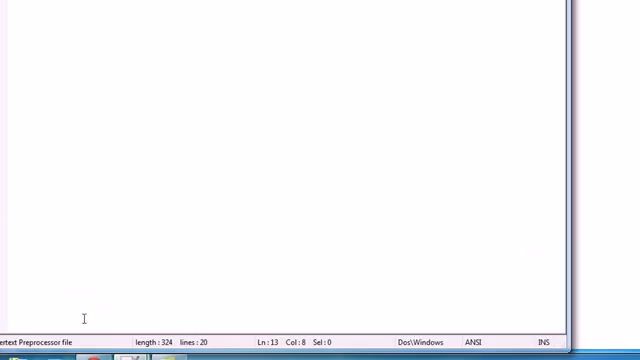 ertext Preprocessor file length : 324 lines : 20 Ln : 13 Col : 8 Sel : 0 Dos\Windows ANSI INS